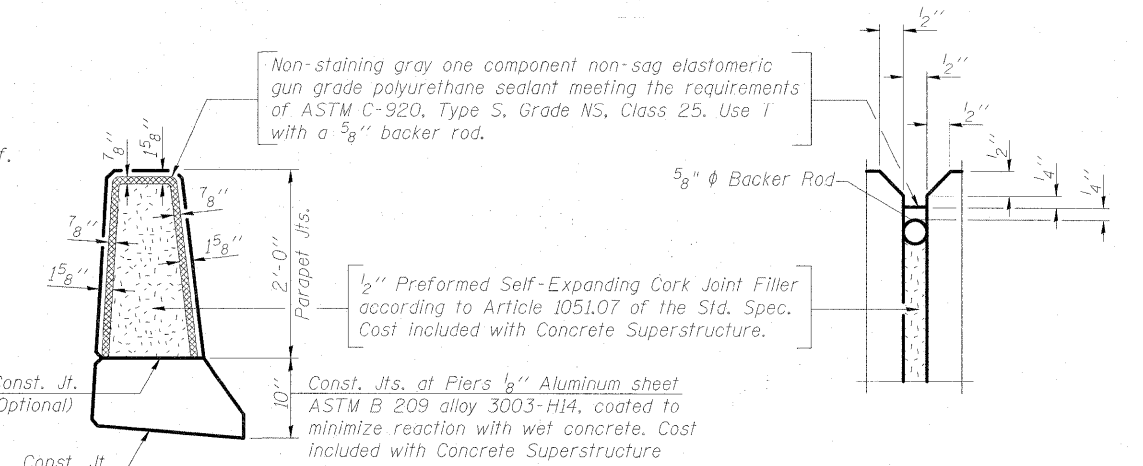 Non-staining gray one component non-sag elastomeric
gun grade polyurethane sealant meeting the requirements
of ASTM C-920, Type S, Grade NS, Class 25. Use T
with a 5/8" backer rod.
f.
7/8"
1 5/8"
7/8"
7/8"
1 5/8"
1 5/8"
2'-0"
Parapet Jts.
1/2" Preformed Self-Expanding Cork Joint Filler
according to Article 1051.07 of the Std. Spec.
Cost included with Concrete Superstructure.
Const. Jt.
Optional)
10"
Const. Jts. at Piers 1/8" Aluminum sheet
ASTM B 209 alloy 3003-H14, coated to
minimize reaction with wet concrete. Cost
included with Concrete Superstructure
Const. Jt.
1/2"
1/2"
1/2"
1/2"
1/4"
1/4"
5/8" φ Backer Rod